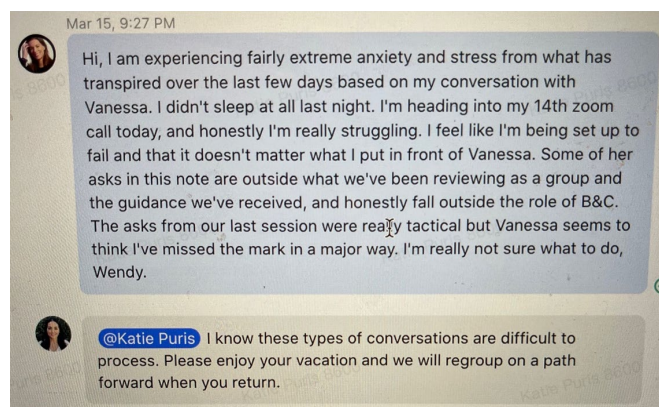 Mar 15, 9:27 PM
Hi, I am experiencing fairly extreme anxiety and stress from what has
transpired over the last few days based on my conversation with
Vanessa. I didn't sleep at all last night. I'm heading into my 14th zoom
call today, and honestly I'm really struggling. I feel like I'm being set up to
fail and that it doesn't matter what I put in front of Vanessa. Some of her
asks in this note are outside what we've been reviewing as a group and
the guidance we've received, and honestly fall outside the role of B&C.
The asks from our last session were really tactical but Vanessa seems to
think I've missed the mark in a major way. I'm really not sure what to do,
Wendy.
@Katie Puris I know these types of conversations are difficult to
process. Please enjoy your vacation and we will regroup on a path
forward when you return.
Katie Puris 8600